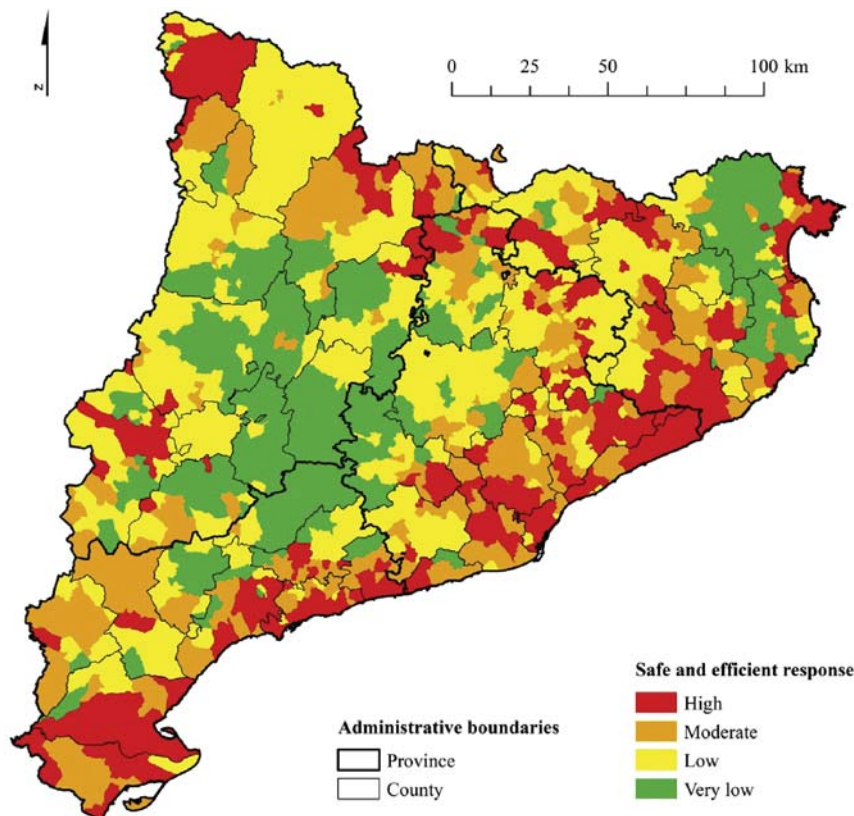 N
0 25 50 100 km
Safe and efficient response
High
Moderate
Low
Very low
Administrative boundaries
Province
County